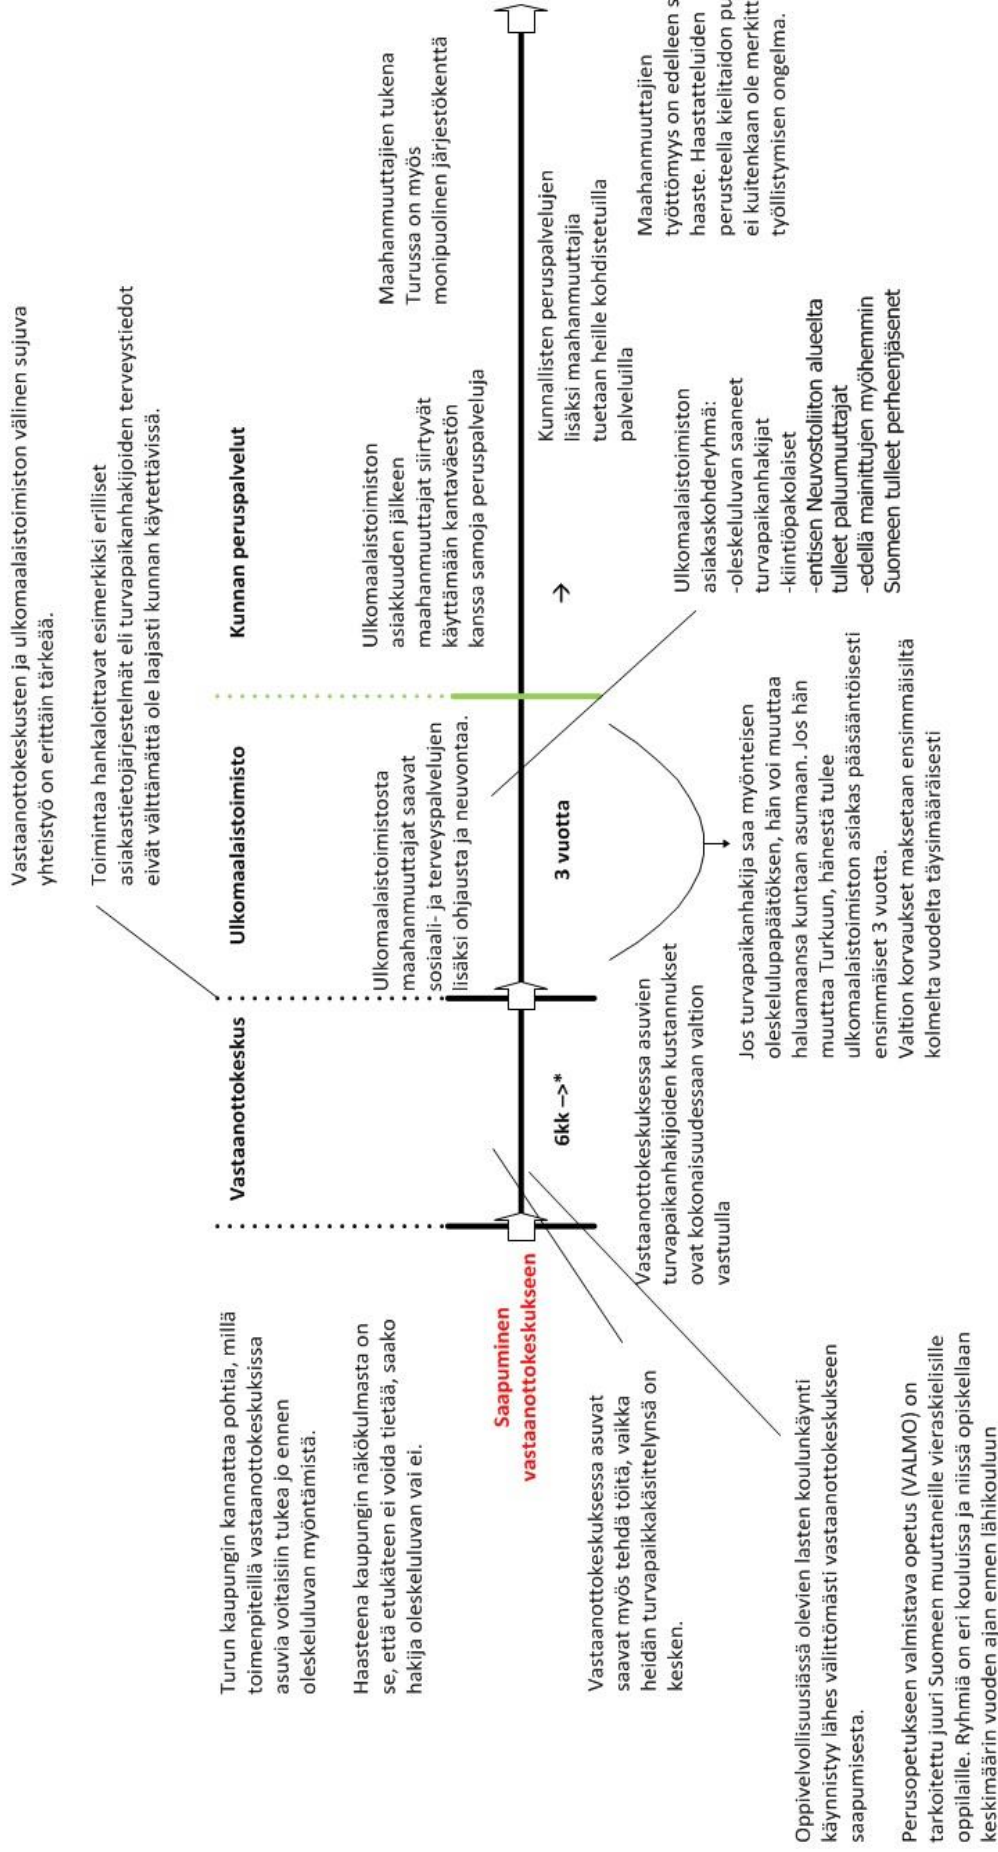 Vastaanottokeskusten ja ulkomaalaistoimiston välinen sujuva
yhteistyö on erittäin tärkeää.
Toimintaa hankaloittavat esimerkiksi erilliset
asiakastietojärjestelmät eli turvapaikanhakijoiden terveystiedot
eivät välttämättä ole laajasti kunnan käytettävissä.
Turun kaupungin kannattaa pohtia, millä
toimenpiteillä vastaanottokeskuksissa
asuvia voitaisiin tukea jo ennen
oleskeluluvan myöntämistä.
Haasteena kaupungin näkökulmasta on
se, että etukäteen ei voida tietää, saako
hakija oleskeluluvan vai ei.
Vastaanottokeskus
Ulkomaalaistoimisto
Kunnan peruspalvelut
Ulkomaalaistoimistosta
maahanmuuttajat saavat
sosiaali- ja terveyspalvelujen
lisäksi ohjausta ja neuvontaa.
Ulkomaalaistoimiston
asiakkuuden jälkeen
maahanmuuttajat siirtyvät
käyttämään kantaväestön
kanssa samoja peruspalveluja
Maahanmuuttajien tukena
Turussa on myös
monipuolinen järjestökenttä
Saapuminen
vastaanottokeskukseen
6kk –>*
3 vuotta
→
Kunnallisten peruspalvelujen
lisäksi maahanmuuttajia
tuetaan heille kohdistetuilla
palveluilla
Vastaanottokeskuksessa asuvat
saavat myös tehdä töitä, vaikka
heidän turvapaikkakäsittelynsä on
kesken.
Vastaanottokeskuksessa asuvien
turvapaikanhakijoiden kustannukset
ovat kokonaisuudessaan valtion
vastuulla
Maahanmuuttajien
työttömyys on edelleen s
haaste. Haastatteluiden
perusteella kielitaidon pu
ei kuitenkaan ole merkitt
työllistymisen ongelma.
Ulkomaalaistoimiston
asiakaskohderyhmä:
-oleskeluluvan saaneet
turvapaikanhakijat
-kiintiöpakolaiset
-entisen Neuvostoliiton alueelta
tulleet paluumuuttajat
-edellä mainittujen myöhemmin
Suomeen tulleet perheenjäsenet
Jos turvapaikanhakija saa myönteisen
oleskelulupapäätöksen, hän voi muuttaa
haluamaansa kuntaan asumaan. Jos hän
muuttaa Turkuun, hänestä tulee
ulkomaalaistoimiston asiakas pääsääntöisesti
ensimmäiset 3 vuotta.
Valtion korvaukset maksetaan ensimmäisiltä
kolmelta vuodelta täysimääräisesti
Oppivelvollisuusiässä olevien lasten koulunkäynti
käynnistyy lähes välittömästi vastaanottokeskukseen
saapumisesta.
Perusopetukseen valmistava opetus (VALMO) on
tarkoitettu juuri Suomeen muuttaneille vieraskielisille
oppilaille. Ryhmiä on eri kouluissa ja niissä opiskellaan
keskimäärin vuoden ajan ennen lähikouluun